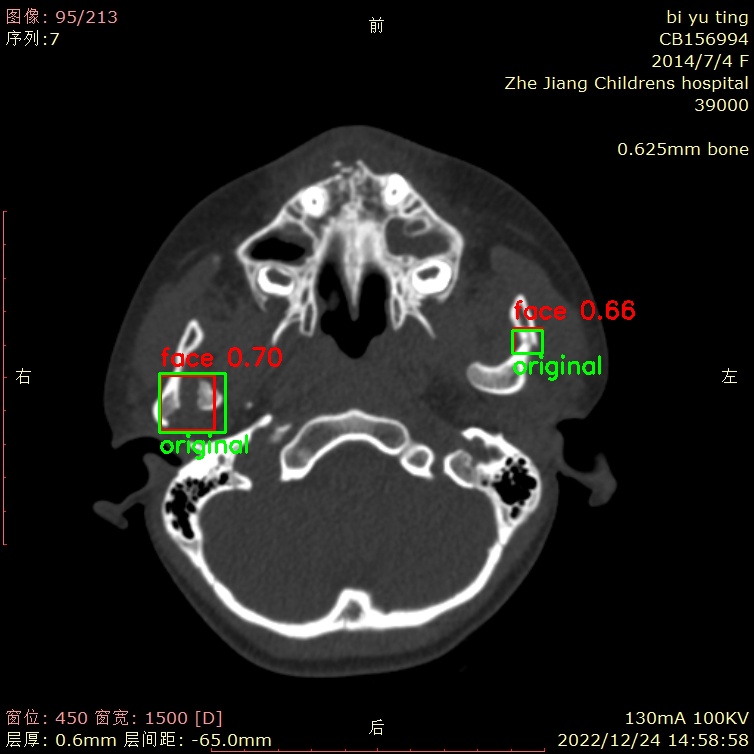 图像: 95/213
序列:7
前
bi yu ting
CB156994
2014/7/4 F
Zhe Jiang Childrens hospital
39000
0.625mm bone
face 0.66
original
face 0.70
original
右
左
窗位: 450 窗宽: 1500 [D]
层厚: 0.6mm 层间距: -65.0mm
后
130mA 100KV
2022/12/24 14:58:58